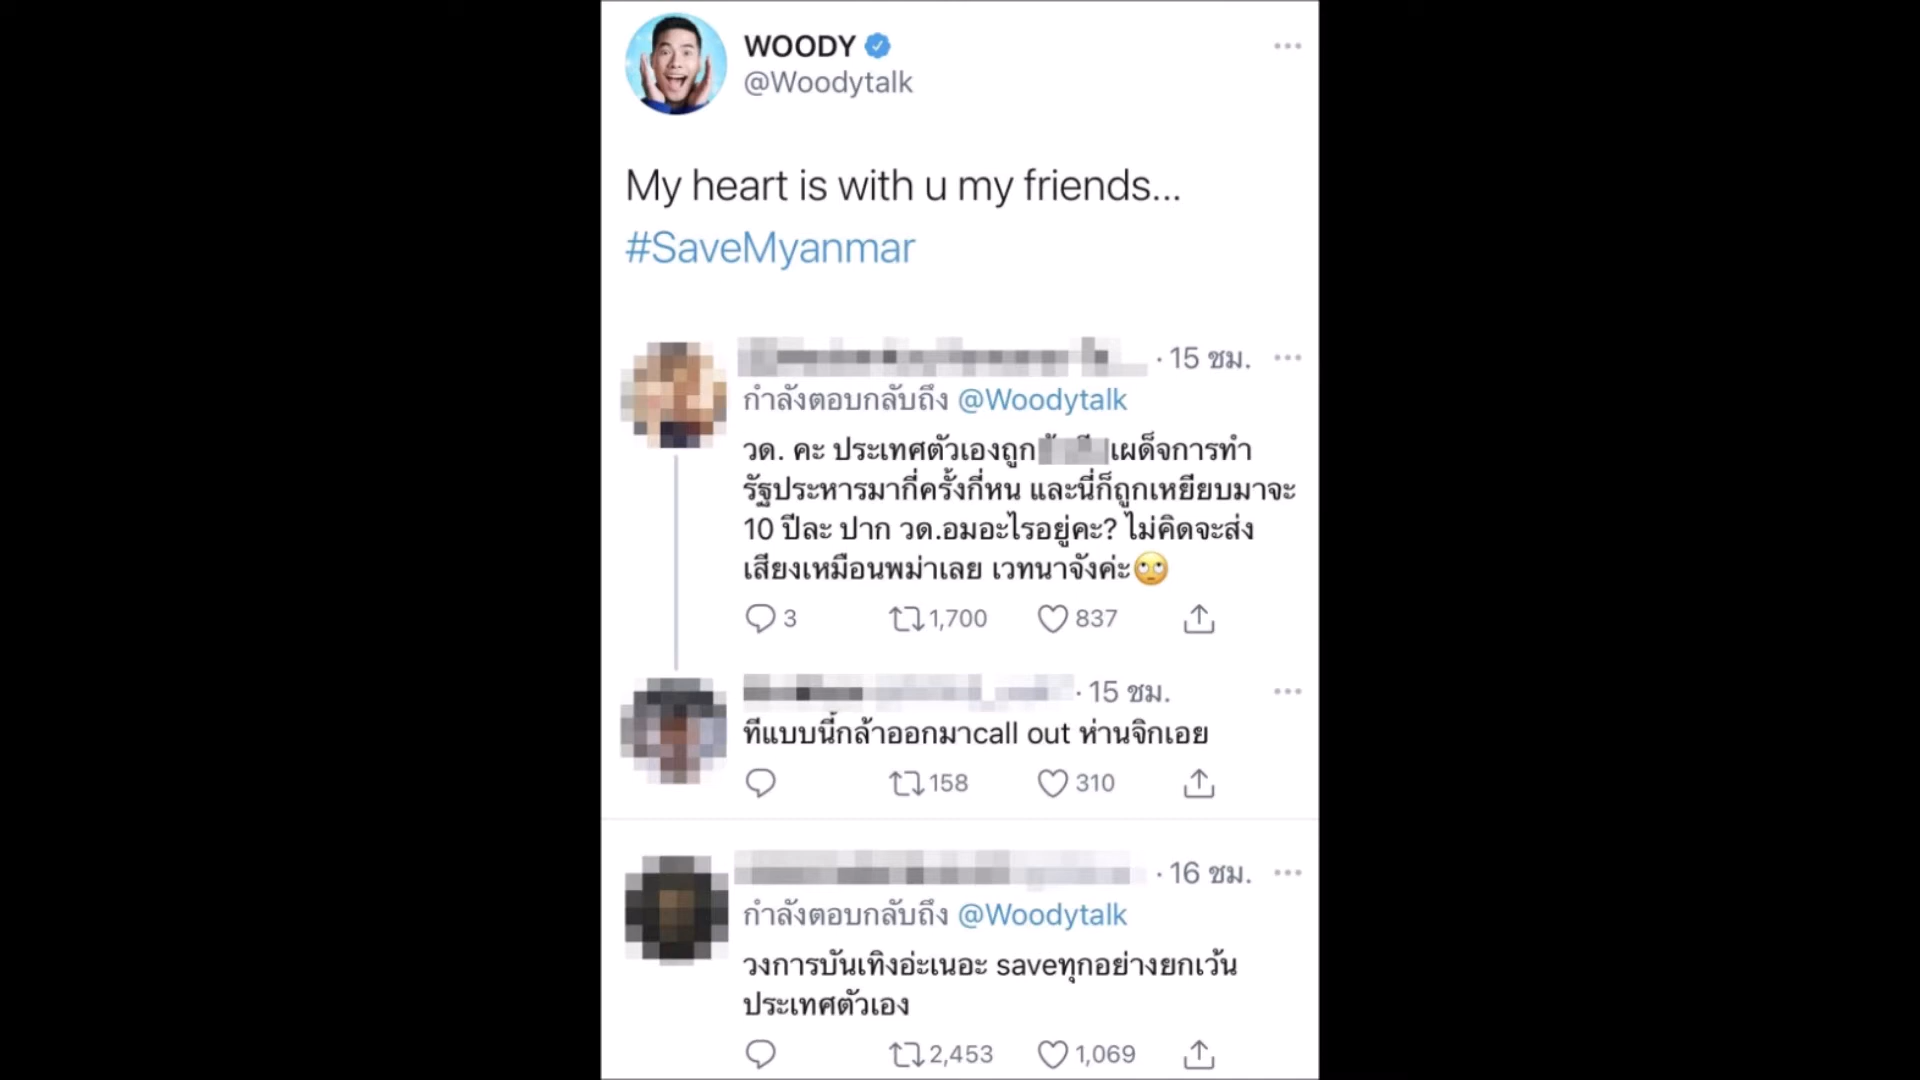 WOODY
@Woodytalk
My heart is with u my friends...
#SaveMyanmar
· 15 ชม.
กำลังตอบกลับถึง @Woodytalk
วด. คะ ประเทศตัวเองถูก เผด็จการทำ
รัฐประหารมากี่ครั้งกี่หน และนี่ก็ถูกเหยียบมาจะ
10 ปีละ ปาก วด.อมอะไรอยู่คะ? ไม่คิดจะส่ง
เสียงเหมือนพม่าเลย เวทนาจังค่ะ🙄
3 1,700 837
· 15 ชม.
ทีแบบนี้กล้าออกมาcall out ห่านจิกเอย
158 310
· 16 ชม.
กำลังตอบกลับถึง @Woodytalk
วงการบันเทิงอ่ะเนอะ saveทุกอย่างยกเว้น
ประเทศตัวเอง
2,453 1,069